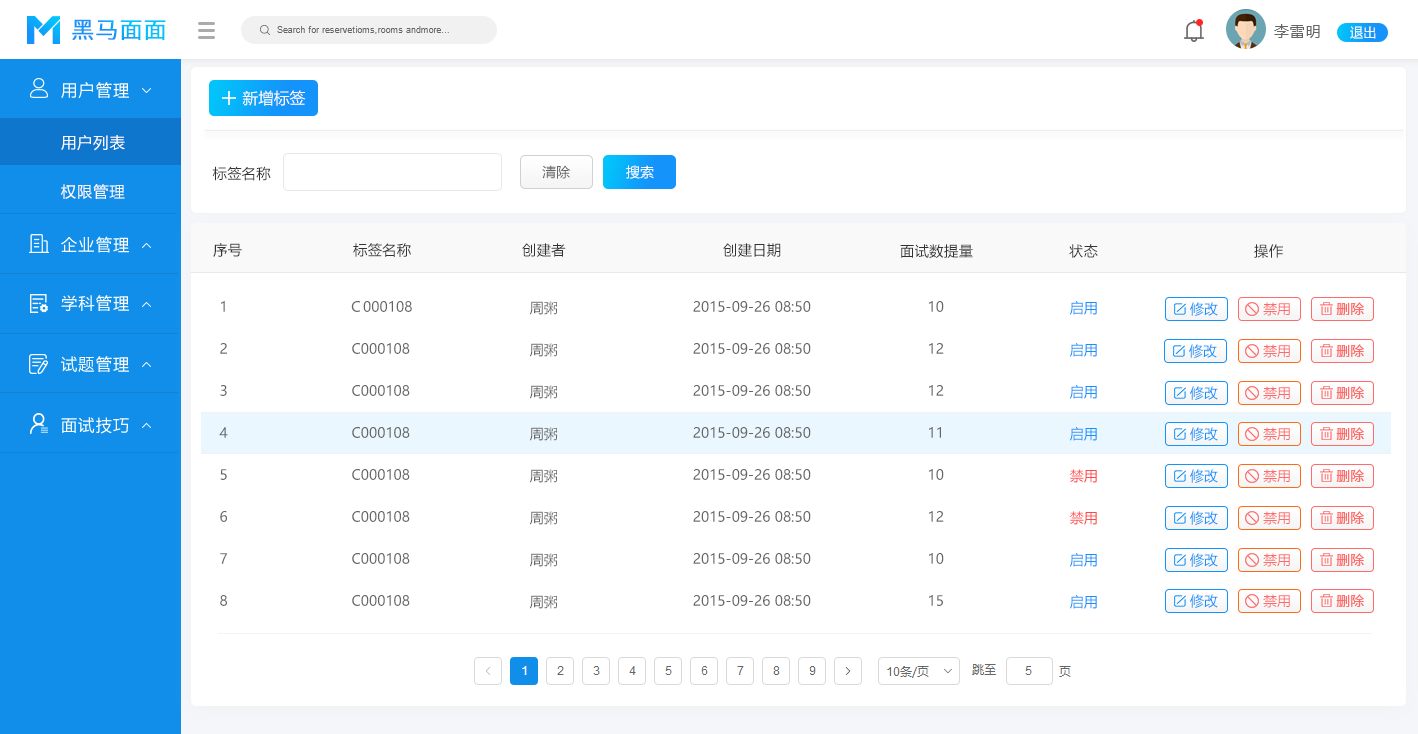 黑马面面
Search for reservetioms,rooms andmore...
李雷明
退出
用户管理
用户列表
权限管理
企业管理
学科管理
试题管理
面试技巧
新增标签
标签名称 清除 搜索
序号 标签名称 创建者 创建日期 面试数提量 状态 操作
1 C 000108 周粥 2015-09-26 08:50 10 启用 修改 禁用 删除
2 C000108 周粥 2015-09-26 08:50 12 启用 修改 禁用 删除
3 C000108 周粥 2015-09-26 08:50 12 启用 修改 禁用 删除
4 C000108 周粥 2015-09-26 08:50 11 启用 修改 禁用 删除
5 C000108 周粥 2015-09-26 08:50 10 禁用 修改 禁用 删除
6 C000108 周粥 2015-09-26 08:50 12 禁用 修改 禁用 删除
7 C000108 周粥 2015-09-26 08:50 10 启用 修改 禁用 删除
8 C000108 周粥 2015-09-26 08:50 15 启用 修改 禁用 删除
1 2 3 4 5 6 7 8 9 10条/页 跳至 5 页